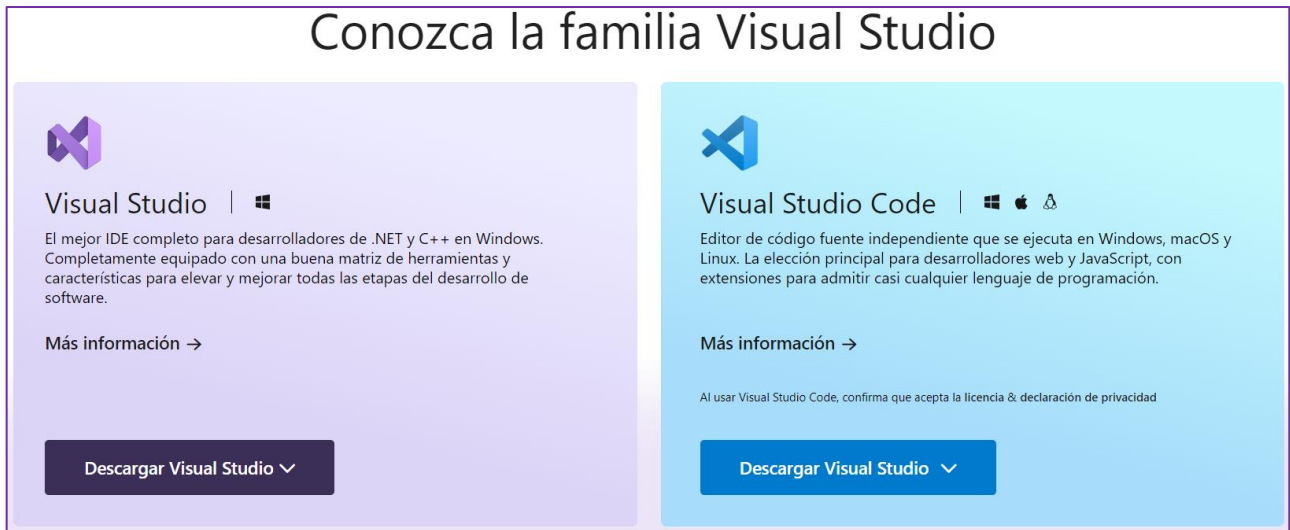 Conozca la familia Visual Studio
Visual Studio
El mejor IDE completo para desarrolladores de .NET y C++ en Windows.
Completamente equipado con una buena matriz de herramientas y
características para elevar y mejorar todas las etapas del desarrollo de
software.
Más información →
Descargar Visual Studio
Visual Studio Code
Editor de código fuente independiente que se ejecuta en Windows, macOS y
Linux. La elección principal para desarrolladores web y JavaScript, con
extensiones para admitir casi cualquier lenguaje de programación.
Más información →
Al usar Visual Studio Code, confirma que acepta la licencia & declaración de privacidad
Descargar Visual Studio